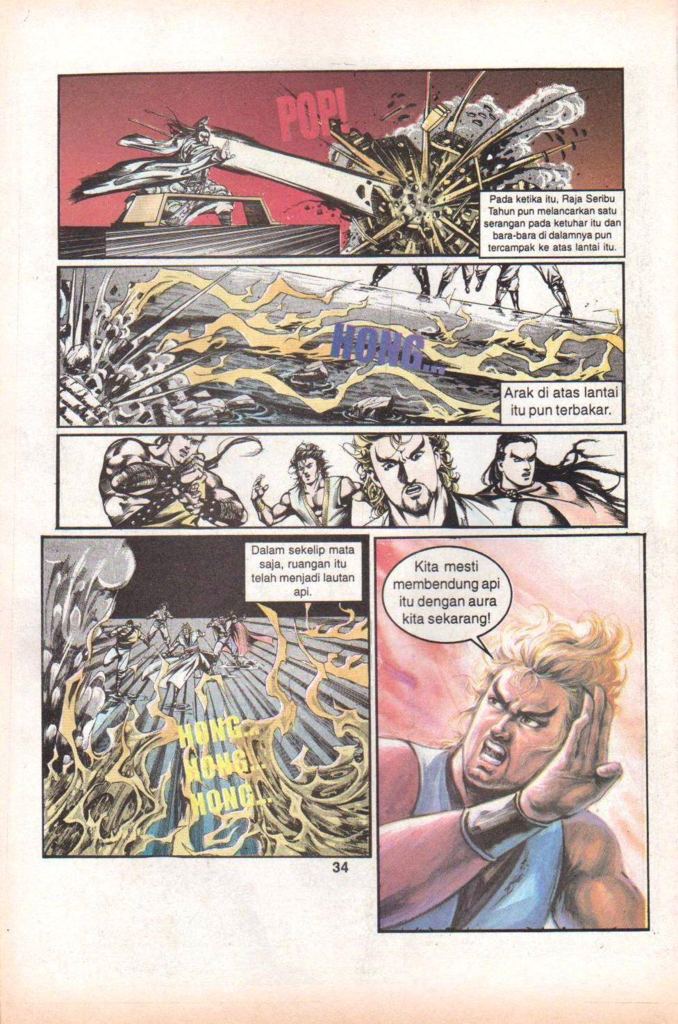 POP!
Pada ketika itu, Raja Seribu
Tahun pun melancarkan satu
serangan pada ketuhar itu dan
bara-bara di dalamnya pun
tercampak ke atas lantai itu.
HONG...
Arak di atas lantai
itu pun terbakar.
Dalam sekelip mata
saja, ruangan itu
telah menjadi lautan
api.
HONG...
HONG...
HONG...
Kita mesti
membendung api
itu dengan aura
kita sekarang!
34